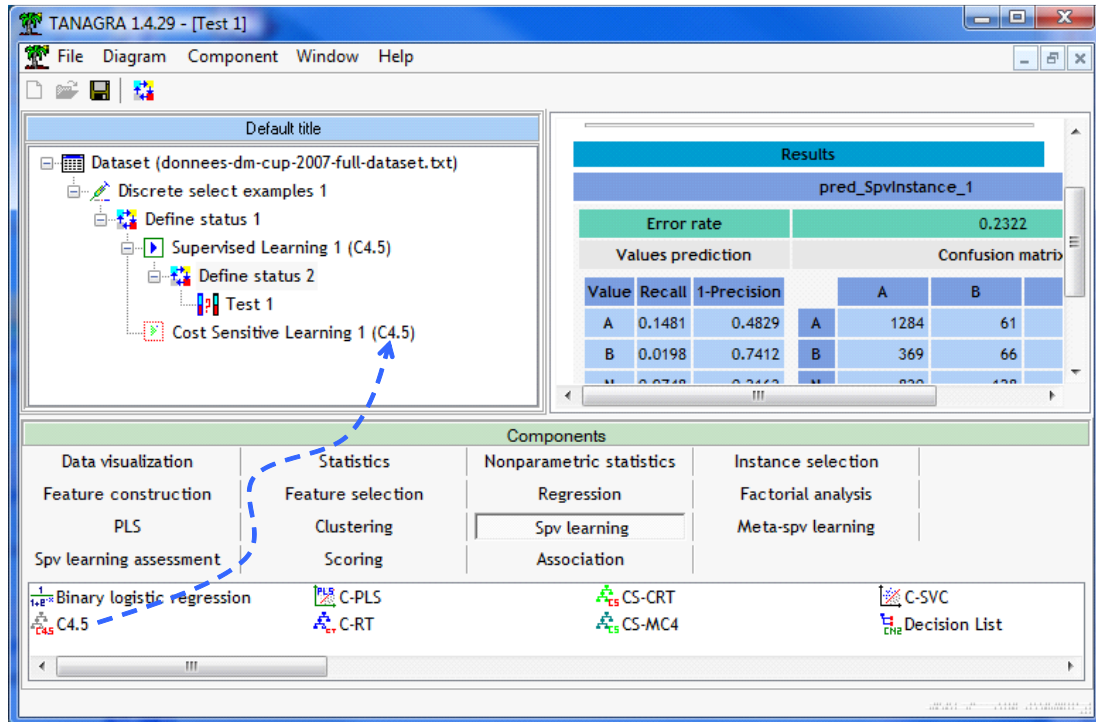 TANAGRA 1.4.29 - [Test 1]
File Diagram Component Window Help
Default title
Dataset (donnees-dm-cup-2007-full-dataset.txt)
Discrete select examples 1
Define status 1
Supervised Learning 1 (C4.5)
Define status 2
Test 1
Cost Sensitive Learning 1 (C4.5)
Results
pred_SpvInstance_1
Error rate 0.2322
Values prediction Confusion matrix
Value Recall 1-Precision A B
A 0.1481 0.4829 A 1284 61
B 0.0198 0.7412 B 369 66
Components
Data visualization Statistics Nonparametric statistics Instance selection
Feature construction Feature selection Regression Factorial analysis
PLS Clustering Spv learning Meta-spv learning
Spv learning assessment Scoring Association
Binary logistic regression C-PLS CS-CRT C-SVC
C4.5 C-RT CS-MC4 Decision List